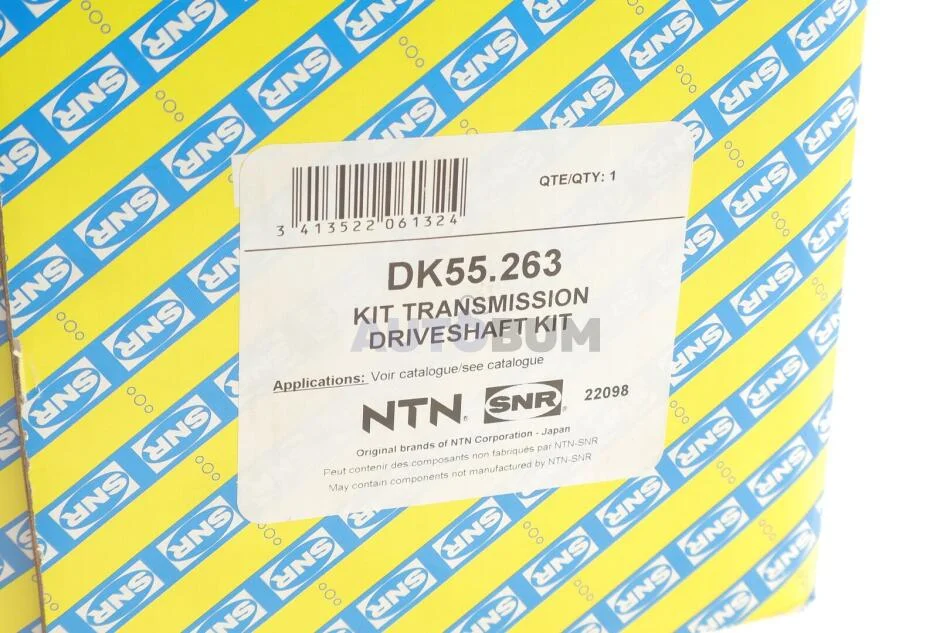 QTE/QTY: 1
3 413522 061324
DK55.263
KIT TRANSMISSION
DRIVESHAFT KIT
AUTOBUM
Applications: Voir catalogue/see catalogue
NTN® SNR® 22098
Original brands of NTN Corporation - Japan
Peut contenir des composants non fabriqués par NTN-SNR
May contain components not manufactured by NTN-SNR
SNR